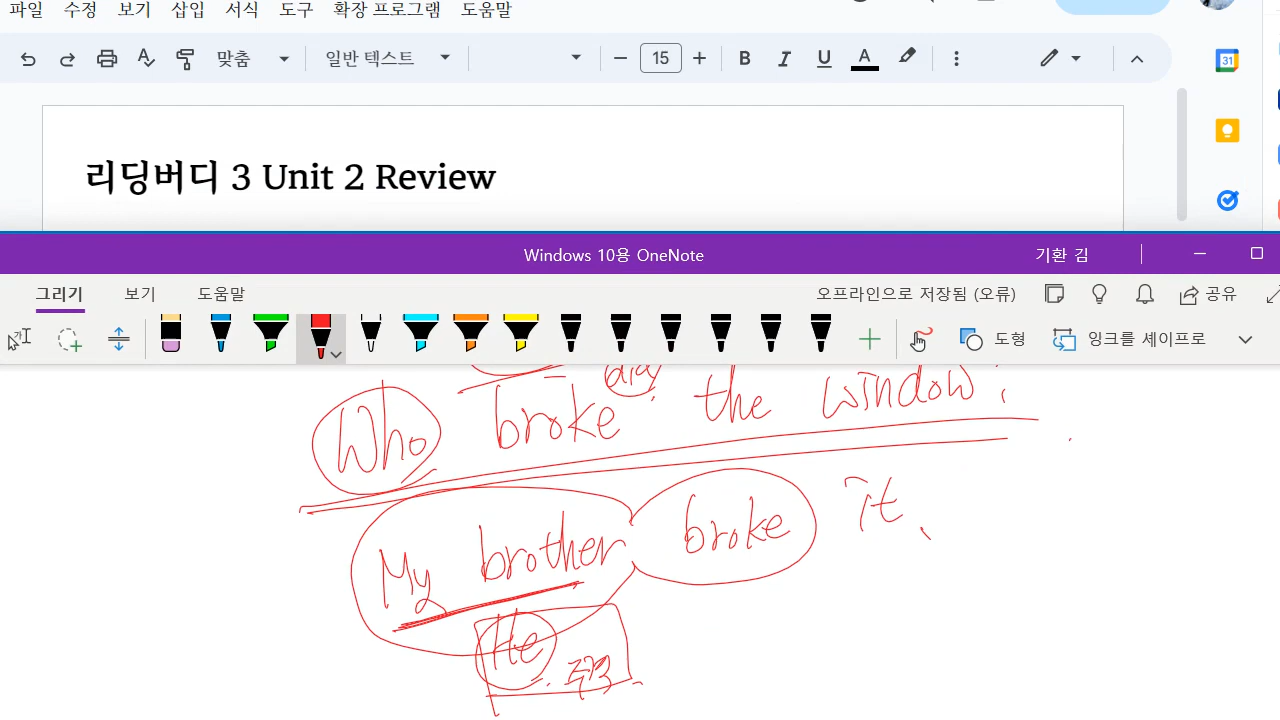 파일 수정 보기 삽입 서식 도구 확장 프로그램 도움말
맞춤 일반 텍스트 15 B I U A 31
리딩버디 3 Unit 2 Review
Windows 10용 OneNote 기환 김
그리기 보기 도움말 오프라인으로 저장됨 (오류) 공유
도형 잉크를 셰이프로
Who broke the window?
My brother broke it.
He